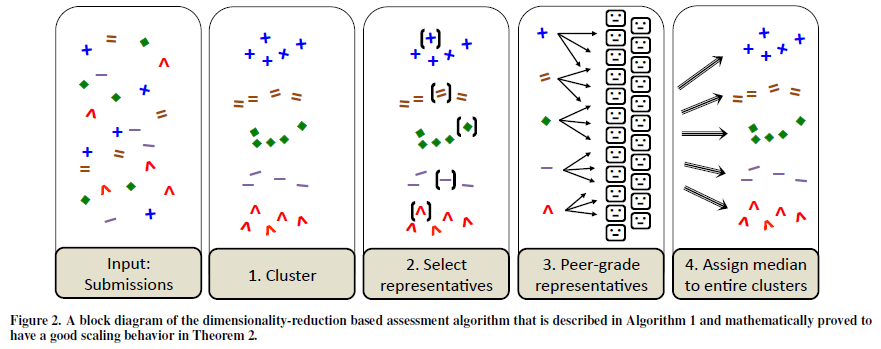 Input:
Submissions
1. Cluster
2. Select
representatives
3. Peer-grade
representatives
4. Assign median
to entire clusters
Figure 2. A block diagram of the dimensionality-reduction based assessment algorithm that is described in Algorithm 1 and mathematically proved to
have a good scaling behavior in Theorem 2.